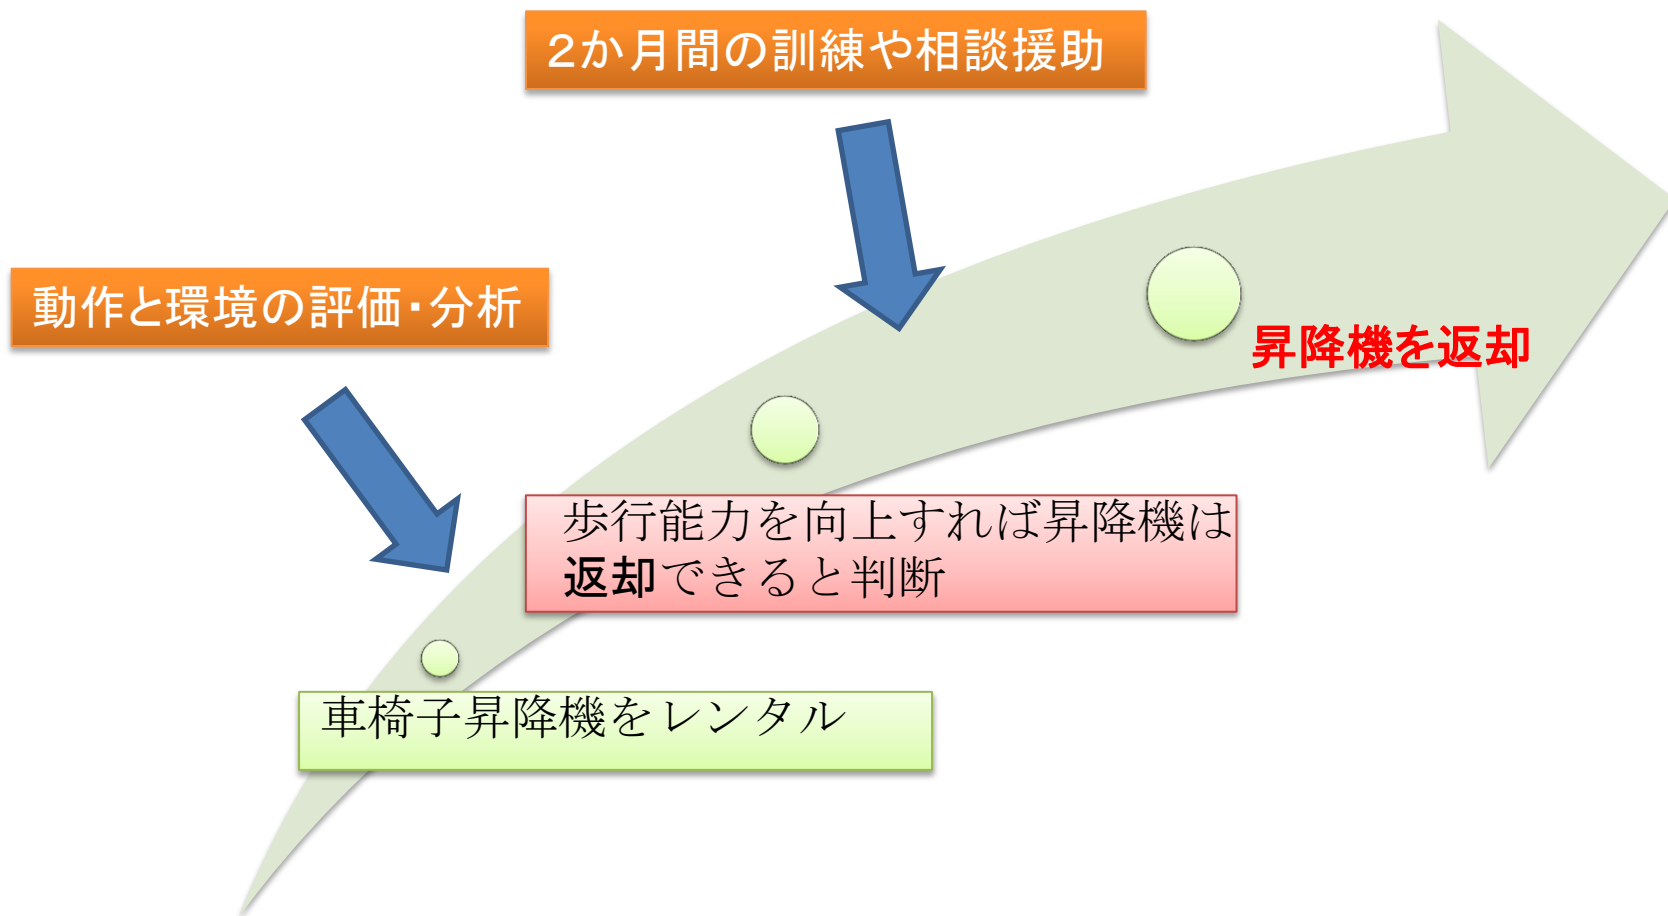 ２か月間の訓練や相談援助
動作と環境の評価・分析
昇降機を返却
歩行能力を向上すれば昇降機は
返却できると判断
車椅子昇降機をレンタル